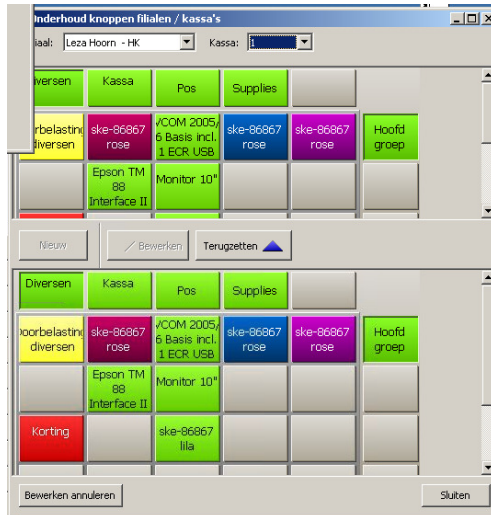 Onderhoud knoppen filialen / kassa's
iaal: Leza Hoorn - HK Kassa: 1
Diversen Kassa Pos Supplies
rbelasting
diversen
ske-86867
rose
/COM 2005/
6 Basis incl.
1 ECR USB
ske-86867
rose
ske-86867
rose
Hoofd
groep
Epson TM
88
Interface II
Monitor 10"
Nieuw Bewerken Terugzetten
Diversen Kassa Pos Supplies
oorbelasting
diversen
ske-86867
rose
/COM 2005/
6 Basis incl.
1 ECR USB
ske-86867
rose
ske-86867
rose
Hoofd
groep
Epson TM
88
Interface II
Monitor 10"
Korting
ske-86867
lila
Bewerken annuleren Sluiten